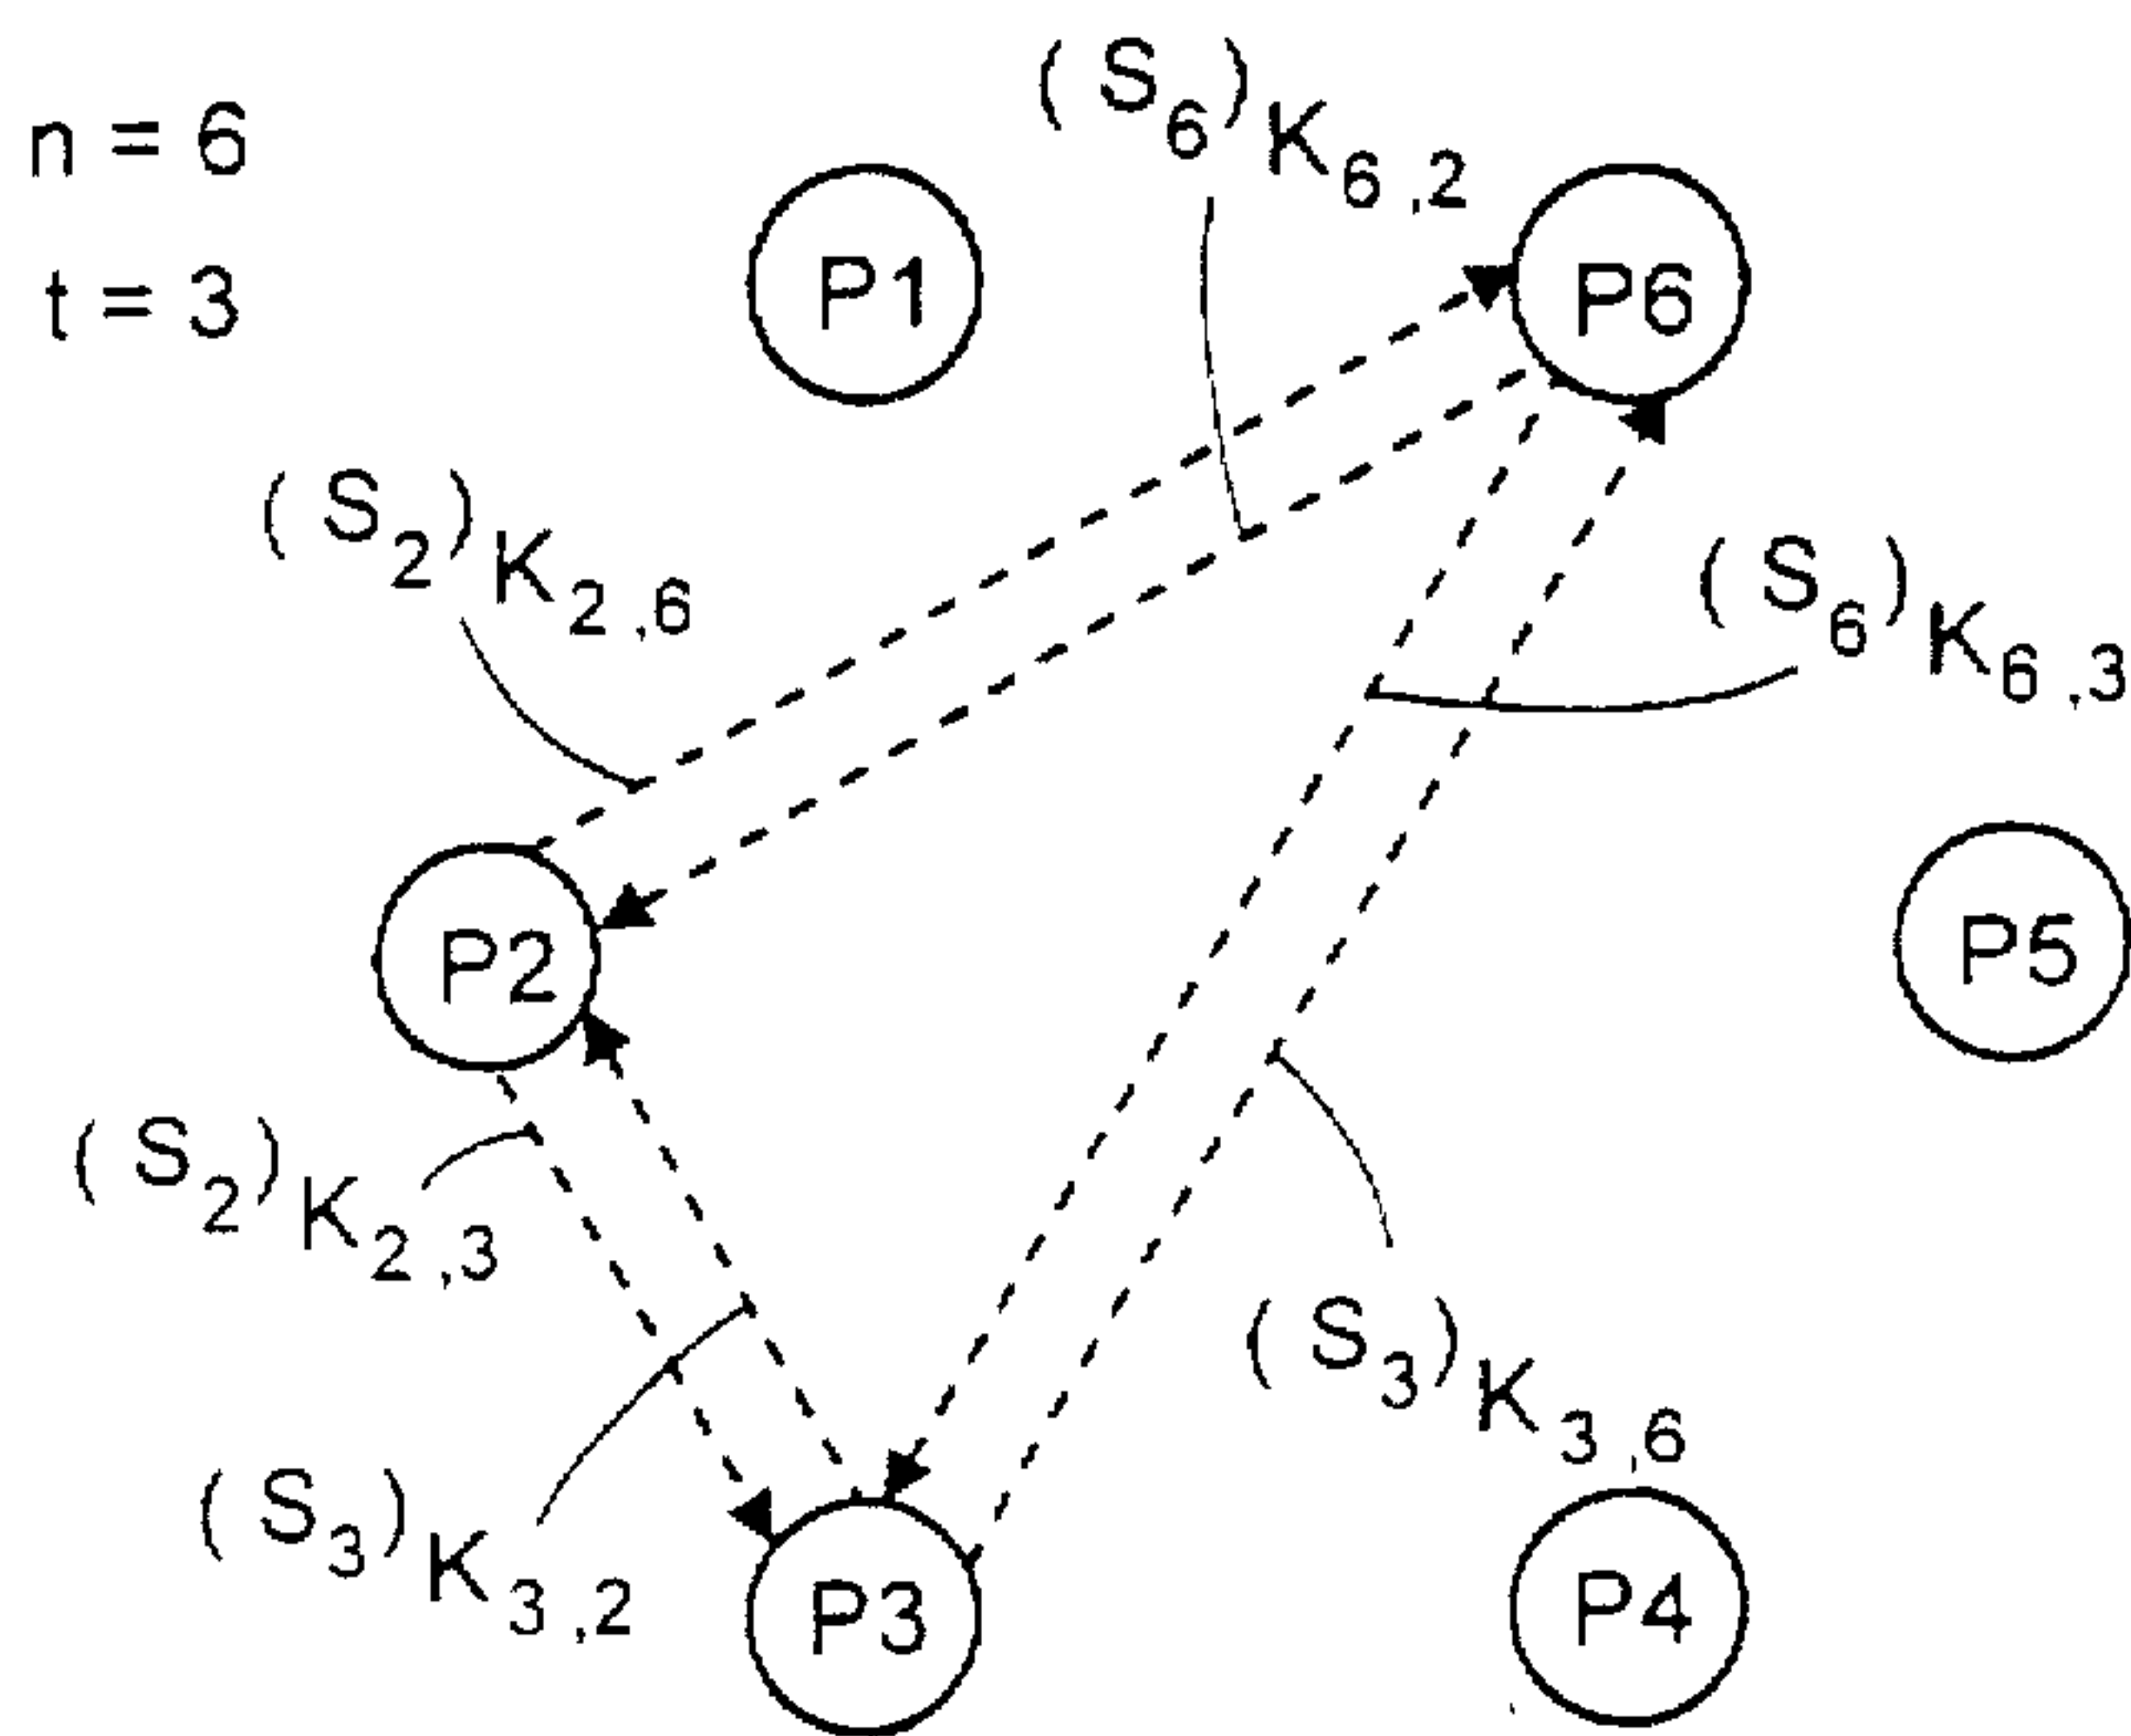 n = 6
t = 3
(S₆)K₆,₂
P1
P6
(S₂)K₂,₆
(S₆)K₆,₃
P2
P5
(S₂)K₂,₃
(S₃)K₃,₆
(S₃)K₃,₂
P3
P4